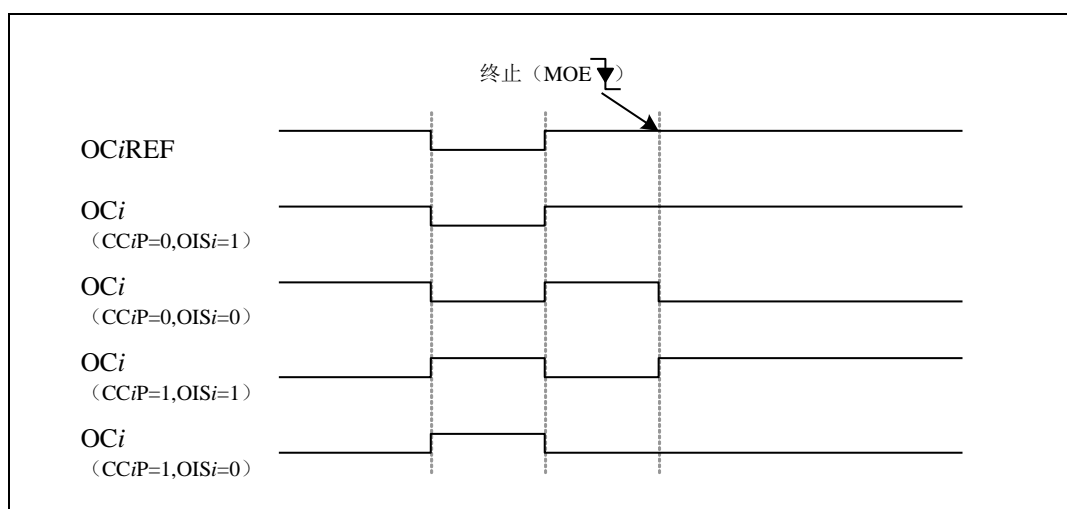 终止（MOE）
OCiREF
OCi
（CCiP=0,OISi=1）
OCi
（CCiP=0,OISi=0）
OCi
（CCiP=1,OISi=1）
OCi
（CCiP=1,OISi=0）